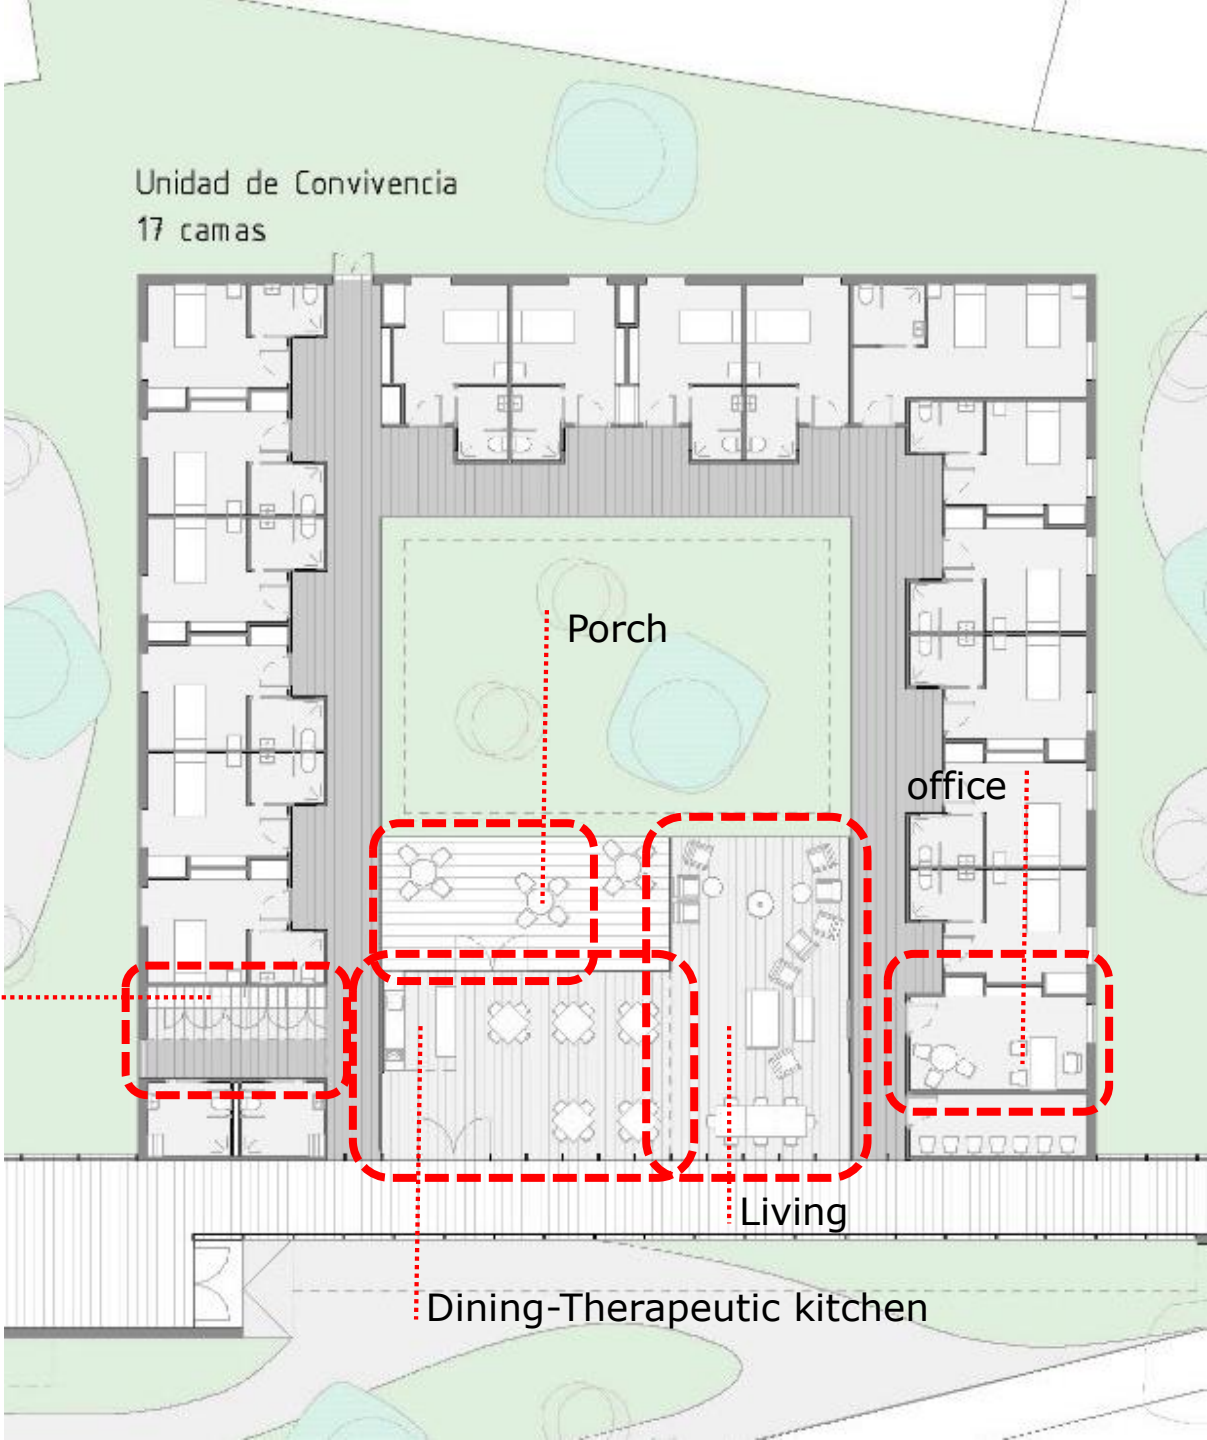 Unidad de Convivencia
17 camas
Porch
office
Living
Dining-Therapeutic kitchen